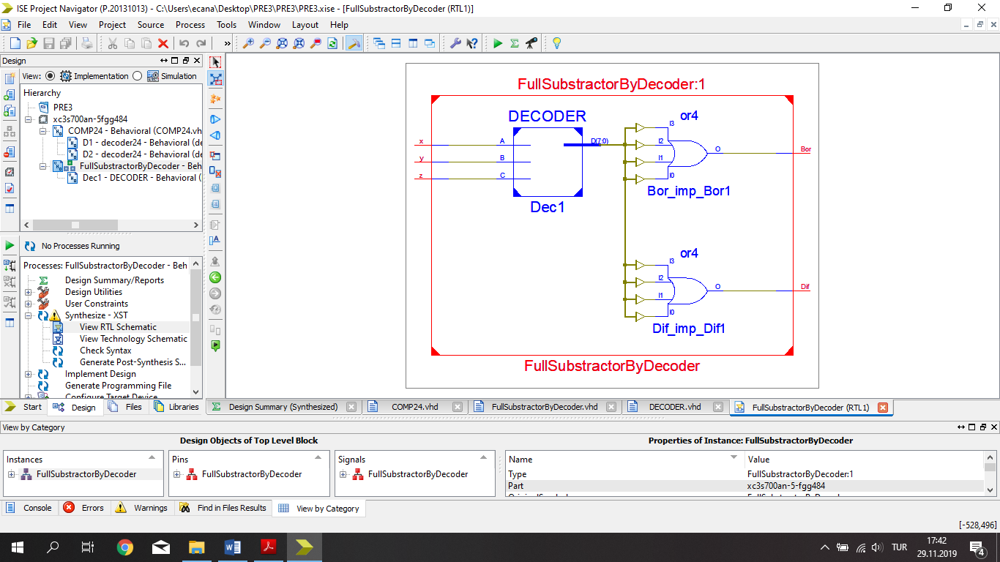 ISE Project Navigator (P.20131013) - C:\Users\ecana\Desktop\PRE3\PRE3\PRE3.xise - [FullSubstractorByDecoder (RTL1)]
File Edit View Project Source Process Tools Window Layout Help
»
Design
View: Implementation Simulation
Hierarchy
PRE3
xc3s700an-5fgg484
COMP24 - Behavioral (COMP24.vh
D1 - decoder24 - Behavioral (de
D2 - decoder24 - Behavioral (de
FullSubstractorByDecoder - Beh
Dec1 - DECODER - Behavioral (
No Processes Running
Processes: FullSubstractorByDecoder - Beh
Design Summary/Reports
Design Utilities
User Constraints
Synthesize - XST
View RTL Schematic
View Technology Schematic
Check Syntax
Generate Post-Synthesis S...
Implement Design
Generate Programming File
Configure Target Device
Start Design Files Libraries
FullSubstractorByDecoder:1
DECODER
or4
x A D(7:0) I3
I2
y B I1 O Bor
z C I0
Dec1
Bor_imp_Bor1
or4
I3
I2
I1 O Dif
I0
Dif_imp_Dif1
FullSubstractorByDecoder
Design Summary (Synthesized) COMP24.vhd FullSubstractorByDecoder.vhd DECODER.vhd FullSubstractorByDecoder (RTL1)
View by Category
Design Objects of Top Level Block
Properties of Instance: FullSubstractorByDecoder
Instances Pins Signals Name Value
FullSubstractorByDecoder FullSubstractorByDecoder FullSubstractorByDecoder Type FullSubstractorByDecoder:1
Part xc3s700an-5-fgg484
Console Errors Warnings Find in Files Results View by Category
[-528,496]
TUR
17:42
29.11.2019
4